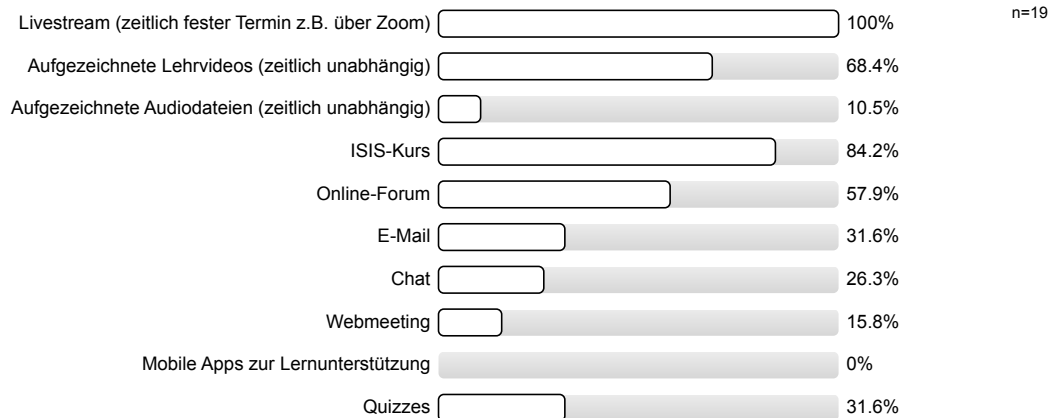 Livestream (zeitlich fester Termin z.B. über Zoom) 100% n=19
Aufgezeichnete Lehrvideos (zeitlich unabhängig) 68.4%
Aufgezeichnete Audiodateien (zeitlich unabhängig) 10.5%
ISIS-Kurs 84.2%
Online-Forum 57.9%
E-Mail 31.6%
Chat 26.3%
Webmeeting 15.8%
Mobile Apps zur Lernunterstützung 0%
Quizzes 31.6%